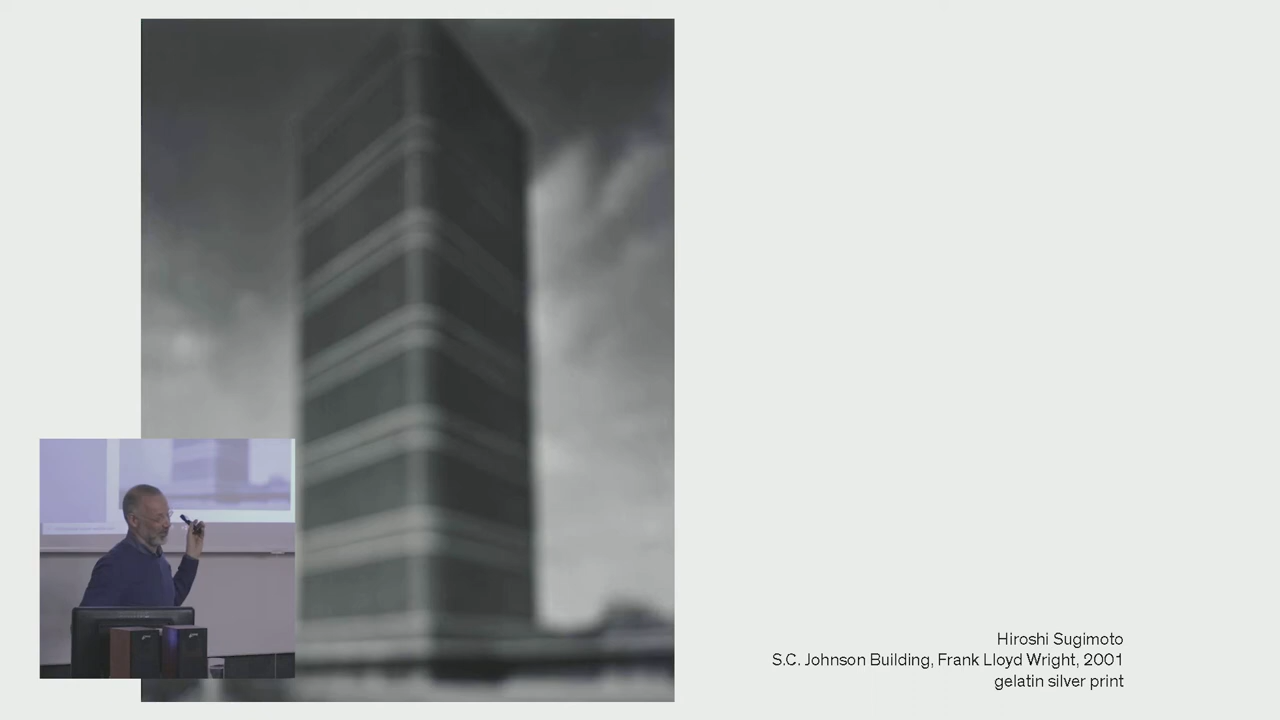 Hiroshi Sugimoto
S.C. Johnson Building, Frank Lloyd Wright, 2001
gelatin silver print